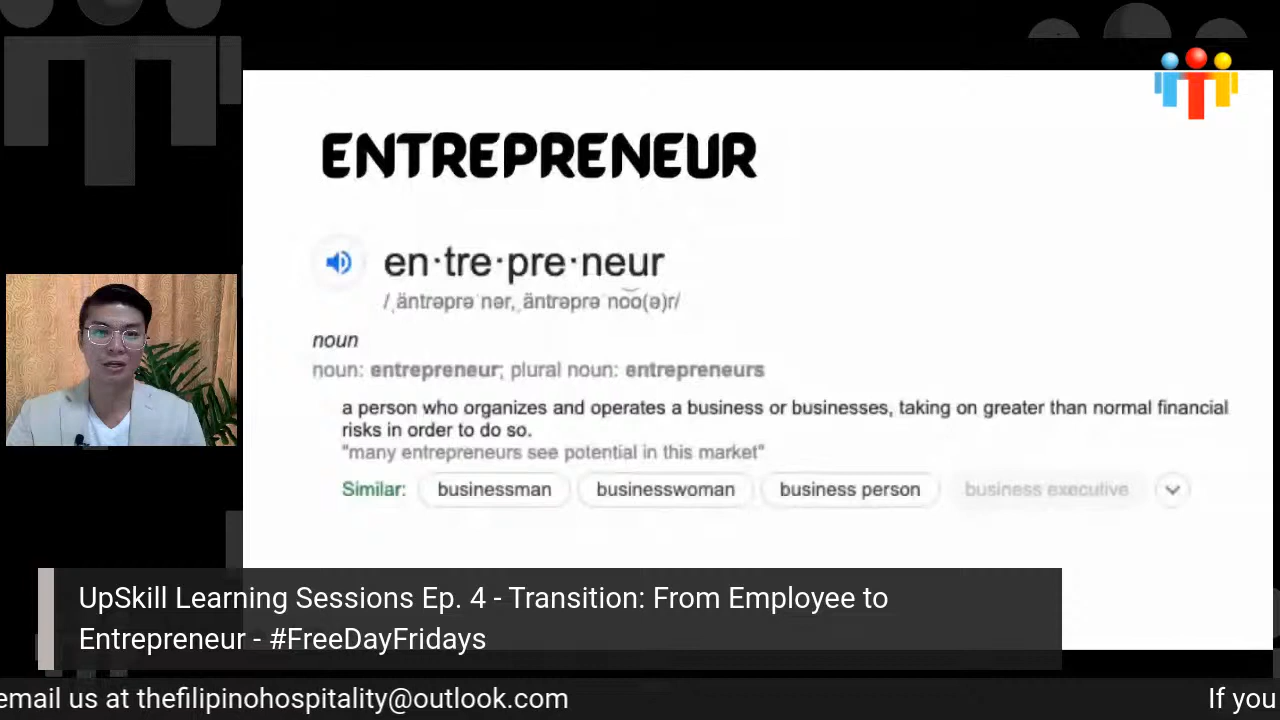 ENTREPRENEUR
en·tre·pre·neur
/ˌäntrəprəˈnər,ˌäntrəprəˈno͝o(ə)r/
noun
noun: entrepreneur; plural noun: entrepreneurs
a person who organizes and operates a business or businesses, taking on greater than normal financial
risks in order to do so.
"many entrepreneurs see potential in this market"
Similar: businessman businesswoman business person business executive
UpSkill Learning Sessions Ep. 4 - Transition: From Employee to
Entrepreneur - #FreeDayFridays
email us at thefilipinohospitality@outlook.com If you